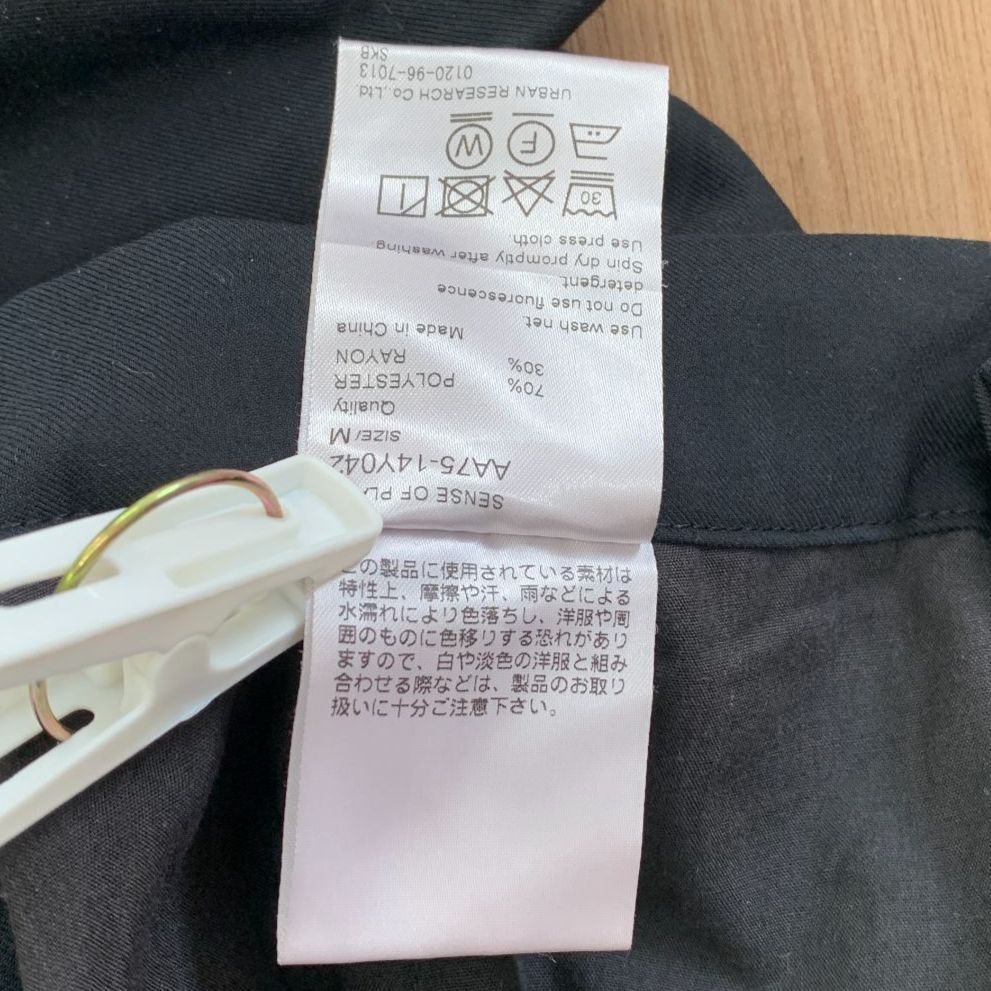 SENSE OF
AA75-14Y042
SIZE/ M
Quality
POLYESTER 70%
RAYON 30%
Made in China
Use wash net.
Do not use fluorescence
detergent.
Spin dry promptly after washing.
Use press cloth.
30
F W
URBAN RESEARCH Co.,Ltd.
0120-96-7013
SKB
この製品に使用されている素材は
特性上、摩擦や汗、雨などによる
水濡れにより色落ちし、洋服や周
囲のものに色移りする恐れがあり
ますので、白や淡色の洋服と組み
合わせる際などは、製品のお取り
扱いに十分ご注意下さい。